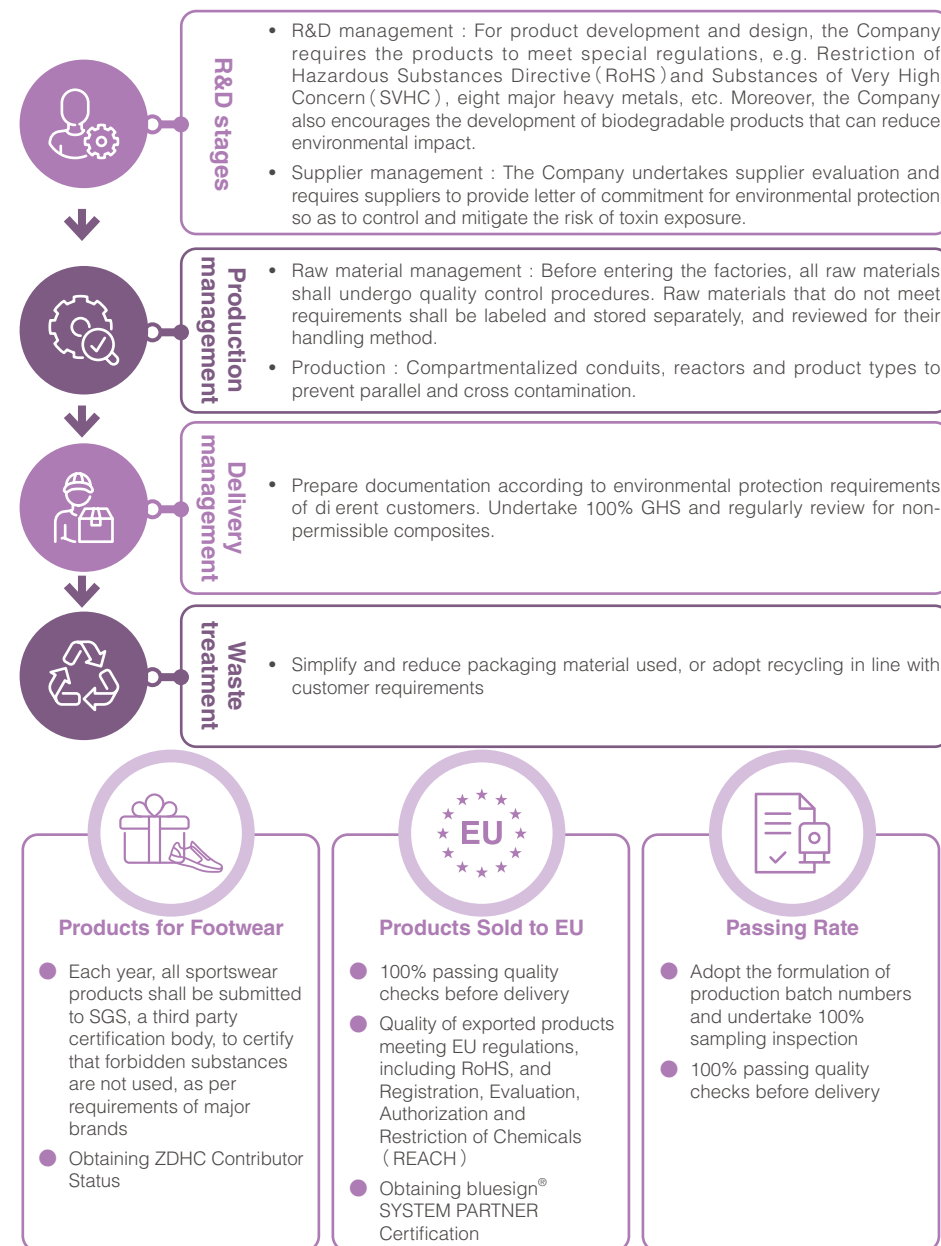 R&D stages
• R&D management : For product development and design, the Company
requires the products to meet special regulations, e.g. Restriction of
Hazardous Substances Directive（RoHS）and Substances of Very High
Concern（SVHC）, eight major heavy metals, etc. Moreover, the Company
also encourages the development of biodegradable products that can reduce
environmental impact.
• Supplier management : The Company undertakes supplier evaluation and
requires suppliers to provide letter of commitment for environmental protection
so as to control and mitigate the risk of toxin exposure.
Production
management
• Raw material management : Before entering the factories, all raw materials
shall undergo quality control procedures. Raw materials that do not meet
requirements shall be labeled and stored separately, and reviewed for their
handling method.
• Production : Compartmentalized conduits, reactors and product types to
prevent parallel and cross contamination.
Delivery
management
• Prepare documentation according to environmental protection requirements
of di erent customers. Undertake 100% GHS and regularly review for non-
permissible composites.
Waste
treatment
• Simplify and reduce packaging material used, or adopt recycling in line with
customer requirements
Products for Footwear
● Each year, all sportswear
products shall be submitted
to SGS, a third party
certification body, to certify
that forbidden substances
are not used, as per
requirements of major
brands
● Obtaining ZDHC Contributor
Status
EU
Products Sold to EU
● 100% passing quality
checks before delivery
● Quality of exported products
meeting EU regulations,
including RoHS, and
Registration, Evaluation,
Authorization and
Restriction of Chemicals
（REACH）
● Obtaining bluesign®
SYSTEM PARTNER
Certification
Passing Rate
● Adopt the formulation of
production batch numbers
and undertake 100%
sampling inspection
● 100% passing quality
checks before delivery